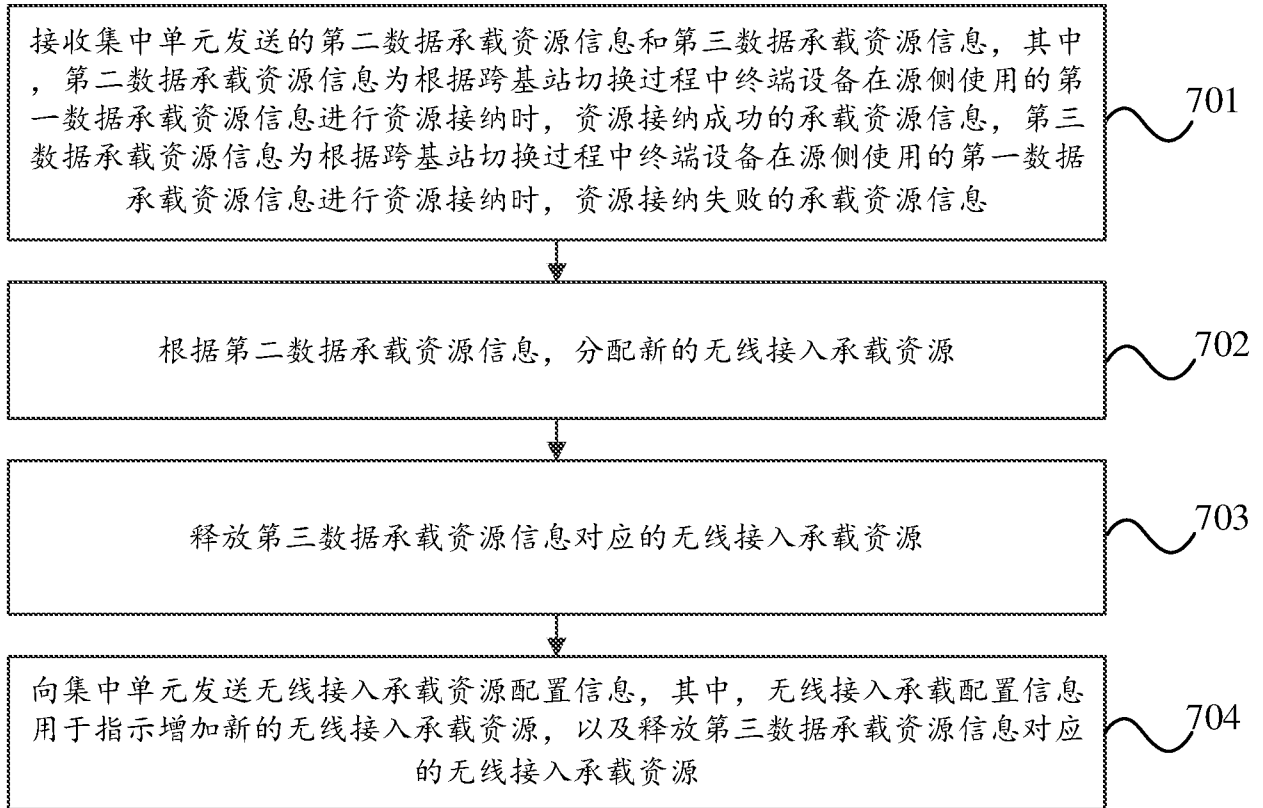 接收集中单元发送的第二数据承载资源信息和第三数据承载资源信息，其中
，第二数据承载资源信息为根据跨基站切换过程中终端设备在源侧使用的第
一数据承载资源信息进行资源接纳时，资源接纳成功的承载资源信息，第三
数据承载资源信息为根据跨基站切换过程中终端设备在源侧使用的第一数据
承载资源信息进行资源接纳时，资源接纳失败的承载资源信息
701
根据第二数据承载资源信息，分配新的无线接入承载资源
702
释放第三数据承载资源信息对应的无线接入承载资源
703
向集中单元发送无线接入承载资源配置信息，其中，无线接入承载配置信息
用于指示增加新的无线接入承载资源，以及释放第三数据承载资源信息对应
的无线接入承载资源
704